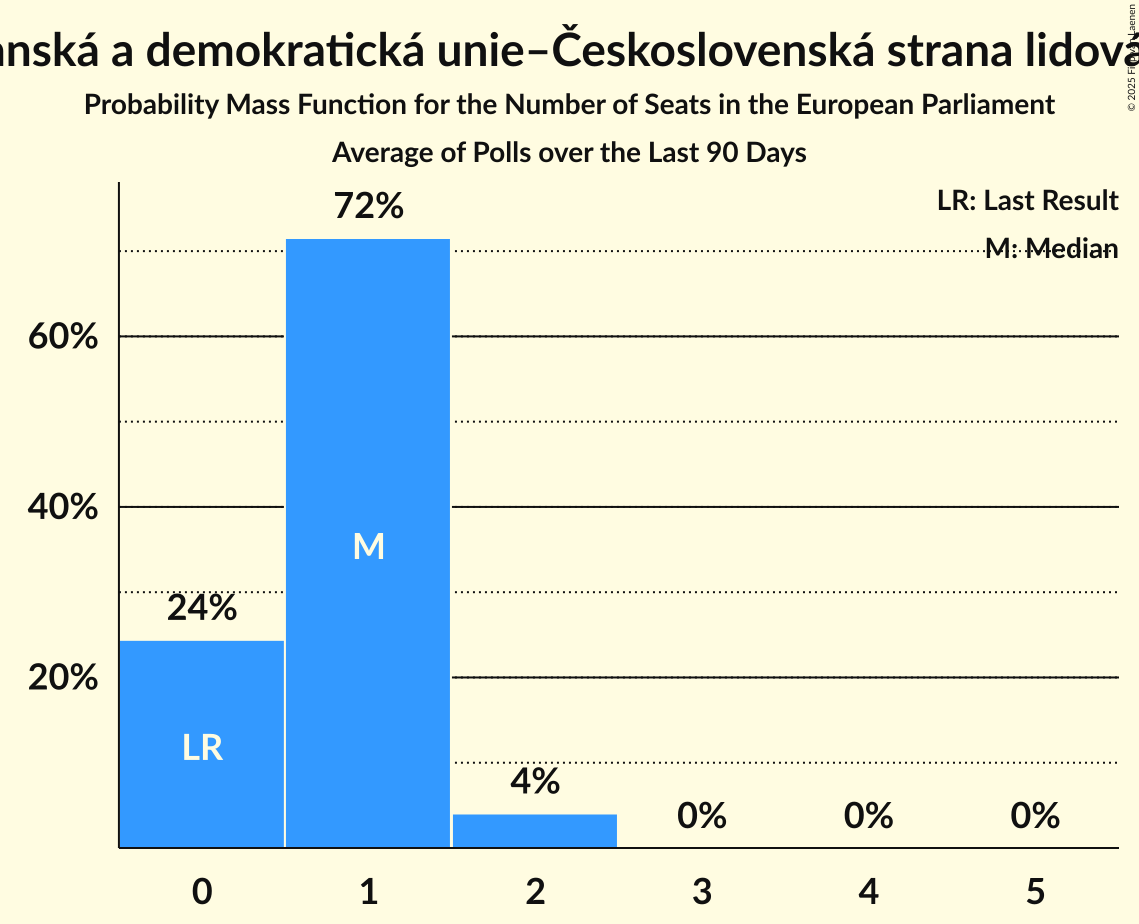 anská a demokratická unie–Československá strana lidová
Probability Mass Function for the Number of Seats in the European Parliament
Average of Polls over the Last 90 Days
© 2025 Filip van Laenen
LR: Last Result
M: Median
72%
60%
40%
M
24%
20%
LR
4%
0%
0%
0%
0
1
2
3
4
5